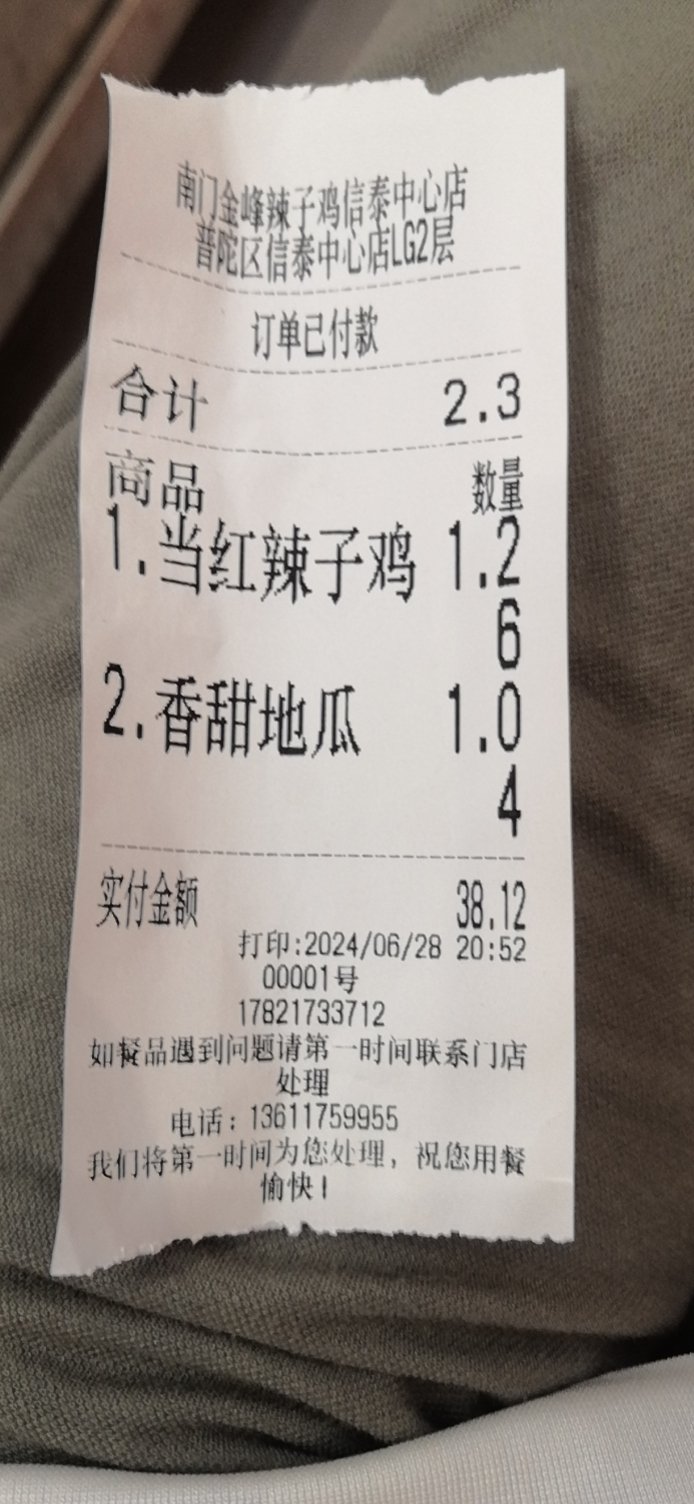 南门金峰辣子鸡信泰中心店
普陀区信泰中心店LG2层
订单已付款
合计 2.3
商品 数量
1.当红辣子鸡 1.2
6
2.香甜地瓜 1.0
4
实付金额 38.12
打印:2024/06/28 20:52
00001号
17821733712
如餐品遇到问题请第一时间联系门店
处理
电话：13611759955
我们将第一时间为您处理，祝您用餐
愉快！